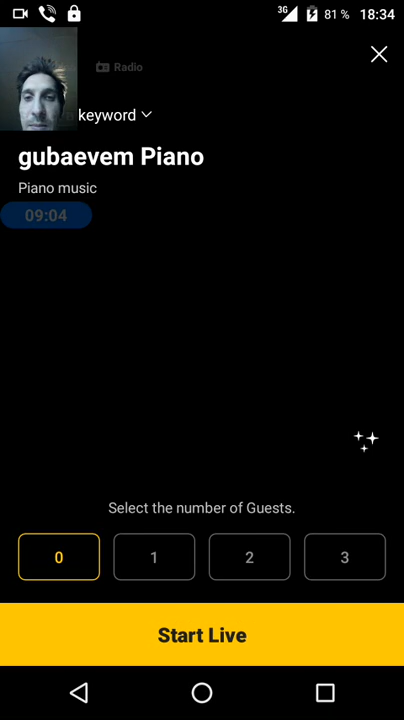 3G 81 % 18:34
Radio
keyword
gubaevem Piano
Piano music
09:04
Select the number of Guests.
0 1 2 3
Start Live